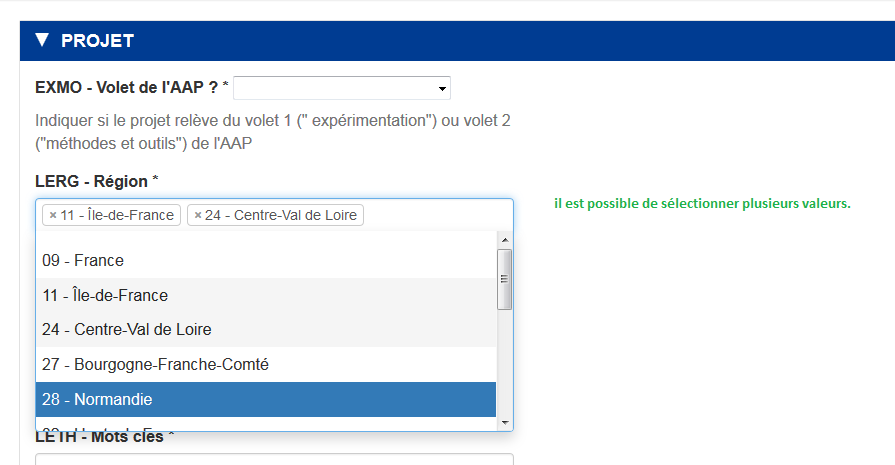 PROJET
EXMO - Volet de l'AAP ? *
Indiquer si le projet relève du volet 1 (" expérimentation") ou volet 2
("méthodes et outils") de l'AAP
LERG - Région *
× 11 - Île-de-France × 24 - Centre-Val de Loire
il est possible de sélectionner plusieurs valeurs.
09 - France
11 - Île-de-France
24 - Centre-Val de Loire
27 - Bourgogne-Franche-Comté
28 - Normandie
LETH - Mots clés *